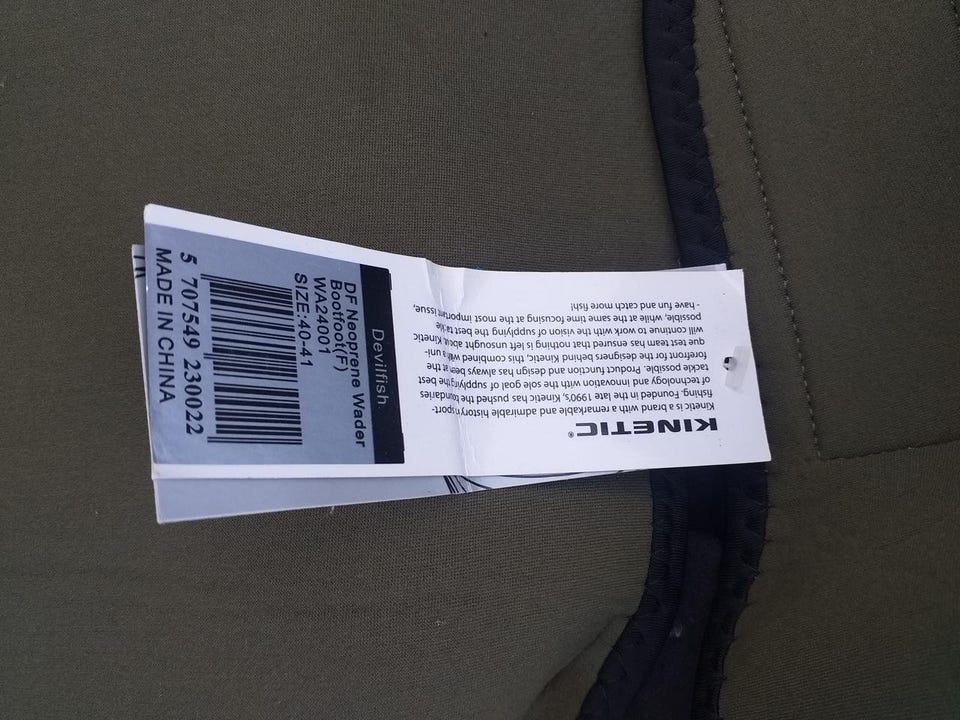 KINETIC®
Kinetic is a brand with a remarkable and admirable history in sport-
fishing. Founded in the late 1990's, Kinetic has pushed the boundaries
of technology and innovation with the sole goal of supplying the best
tackle possible. Product function and design has always been at the
forefront for the designers behind Kinetic, this combined with a uni-
que test team has ensured that nothing is left unsought about. Kinetic
will continue to work with the vision of supplying the best tackle
possible, while at the same time focusing at the most important issue,
- have fun and catch more fish!
Devilfish
DF Neoprene Wader
Bootfoot(F)
WA24001
SIZE:40-41
5 707549 230022
MADE IN CHINA